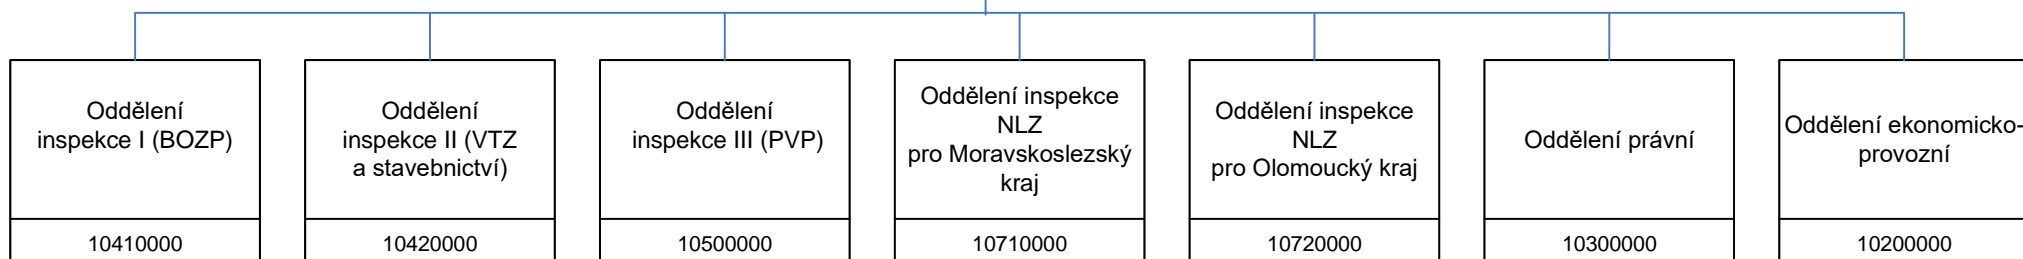 Oddělení
inspekce I (BOZP)
10410000
Oddělení
inspekce II (VTZ
a stavebnictví)
10420000
Oddělení
inspekce III (PVP)
10500000
Oddělení inspekce
NLZ
pro Moravskoslezský
kraj
10710000
Oddělení inspekce
NLZ
pro Olomoucký kraj
10720000
Oddělení právní
10300000
Oddělení ekonomicko-
provozní
10200000